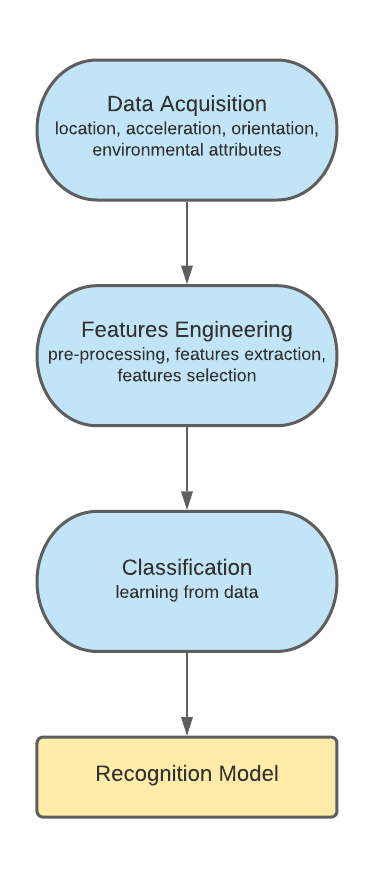 Data Acquisition
location, acceleration, orientation,
environmental attributes
Features Engineering
pre-processing, features extraction,
features selection
Classification
learning from data
Recognition Model